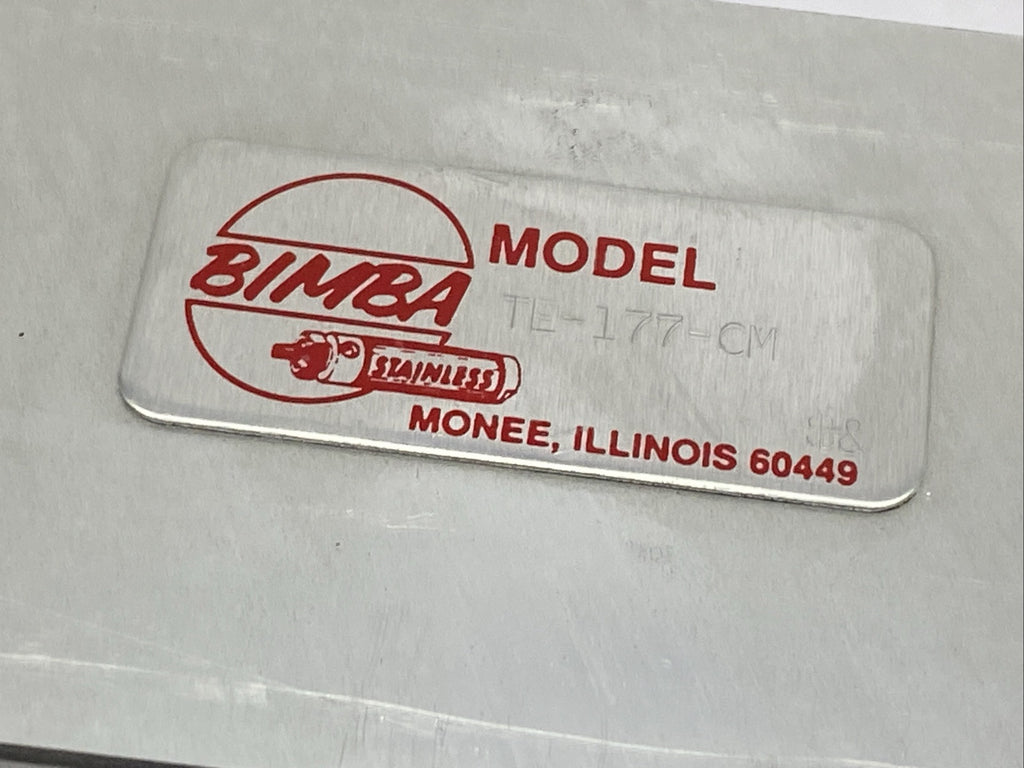 BIMBA
STAINLESS
MODEL
TE-177-CM
MONEE, ILLINOIS 60449